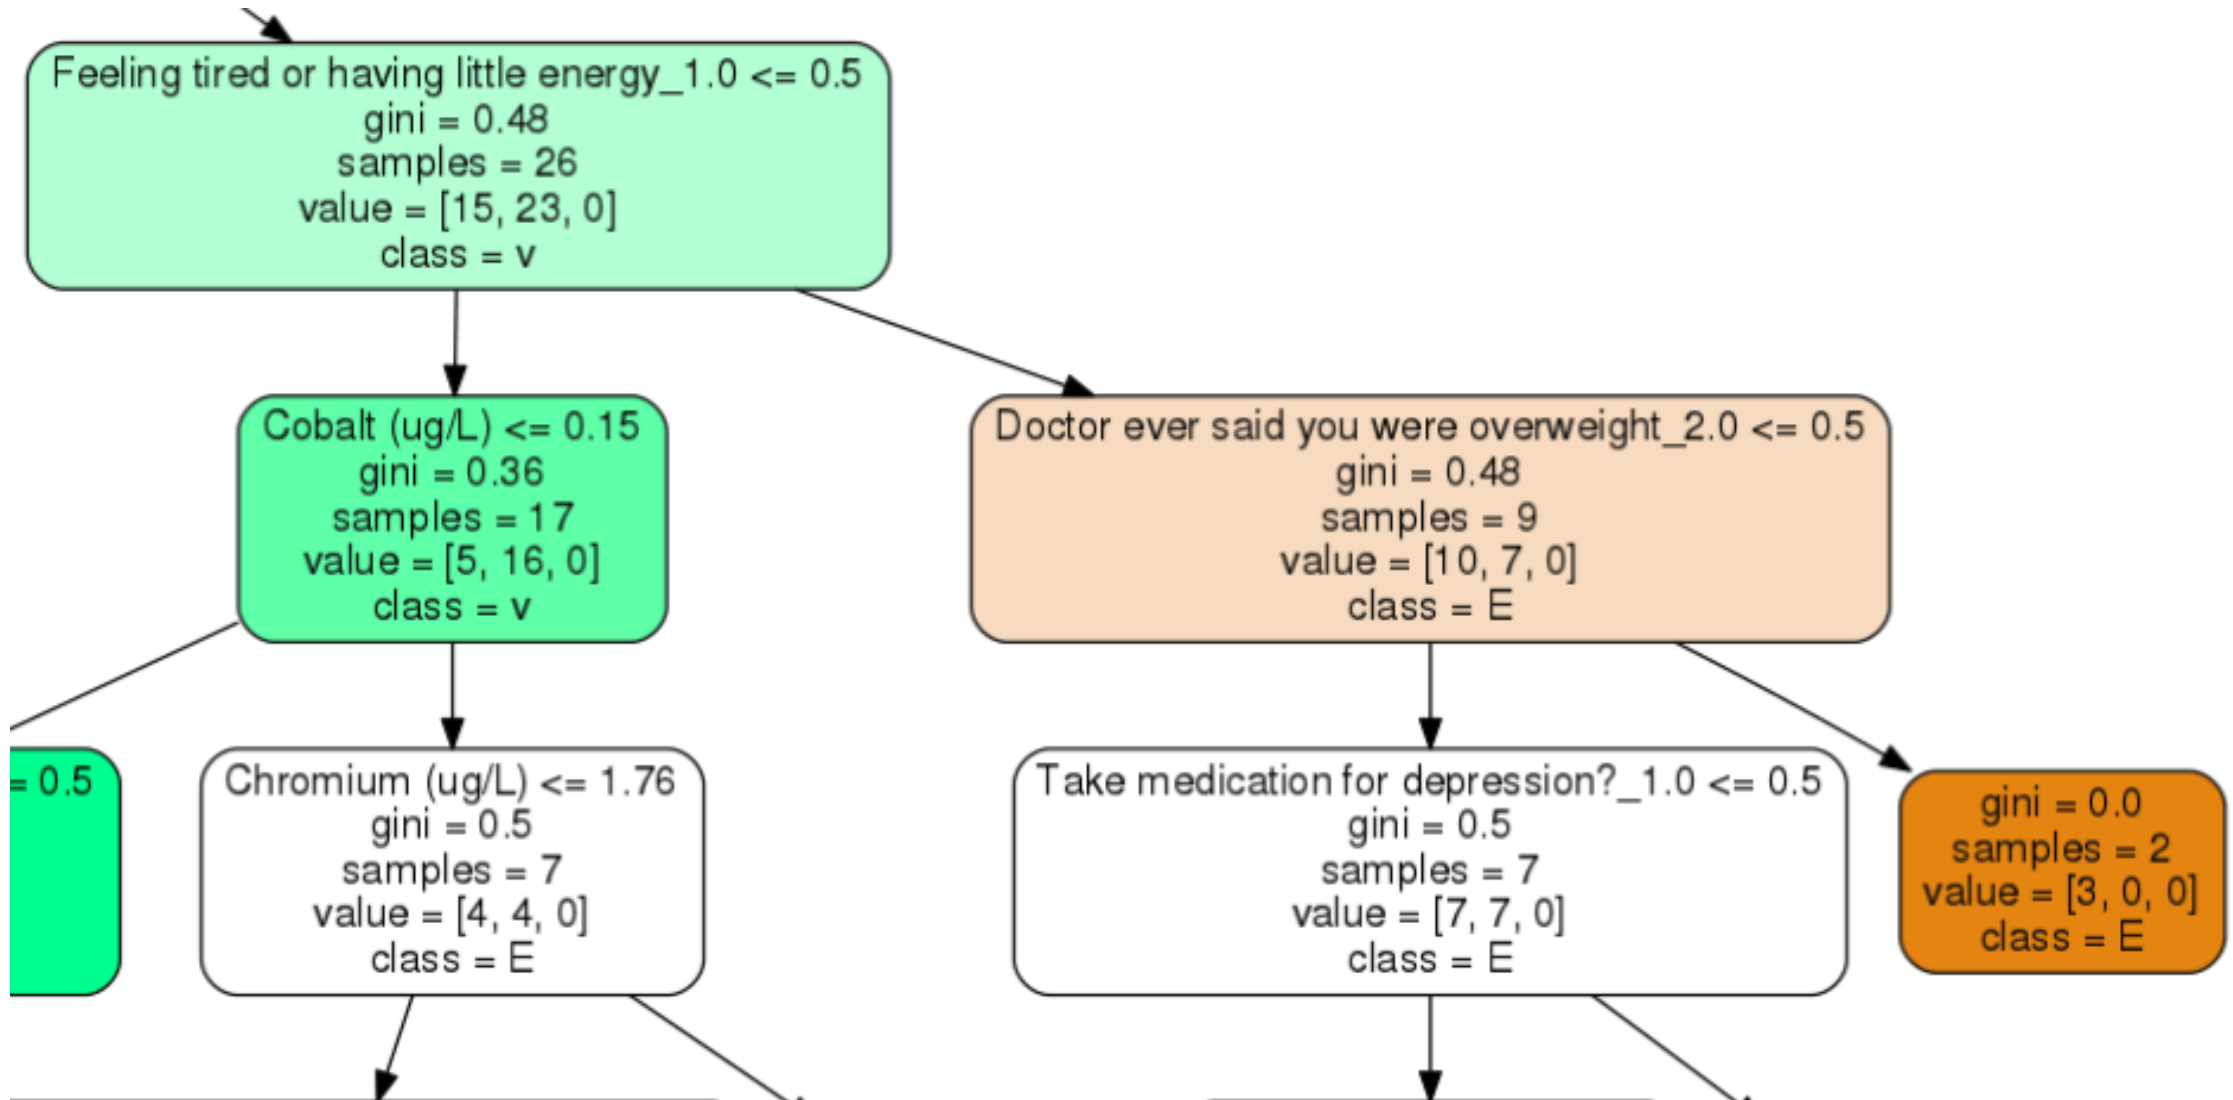 Feeling tired or having little energy_1.0 <= 0.5
gini = 0.48
samples = 26
value = [15, 23, 0]
class = v
Cobalt (ug/L) <= 0.15
gini = 0.36
samples = 17
value = [5, 16, 0]
class = v
Doctor ever said you were overweight_2.0 <= 0.5
gini = 0.48
samples = 9
value = [10, 7, 0]
class = E
= 0.5
Chromium (ug/L) <= 1.76
gini = 0.5
samples = 7
value = [4, 4, 0]
class = E
Take medication for depression?_1.0 <= 0.5
gini = 0.5
samples = 7
value = [7, 7, 0]
class = E
gini = 0.0
samples = 2
value = [3, 0, 0]
class = E